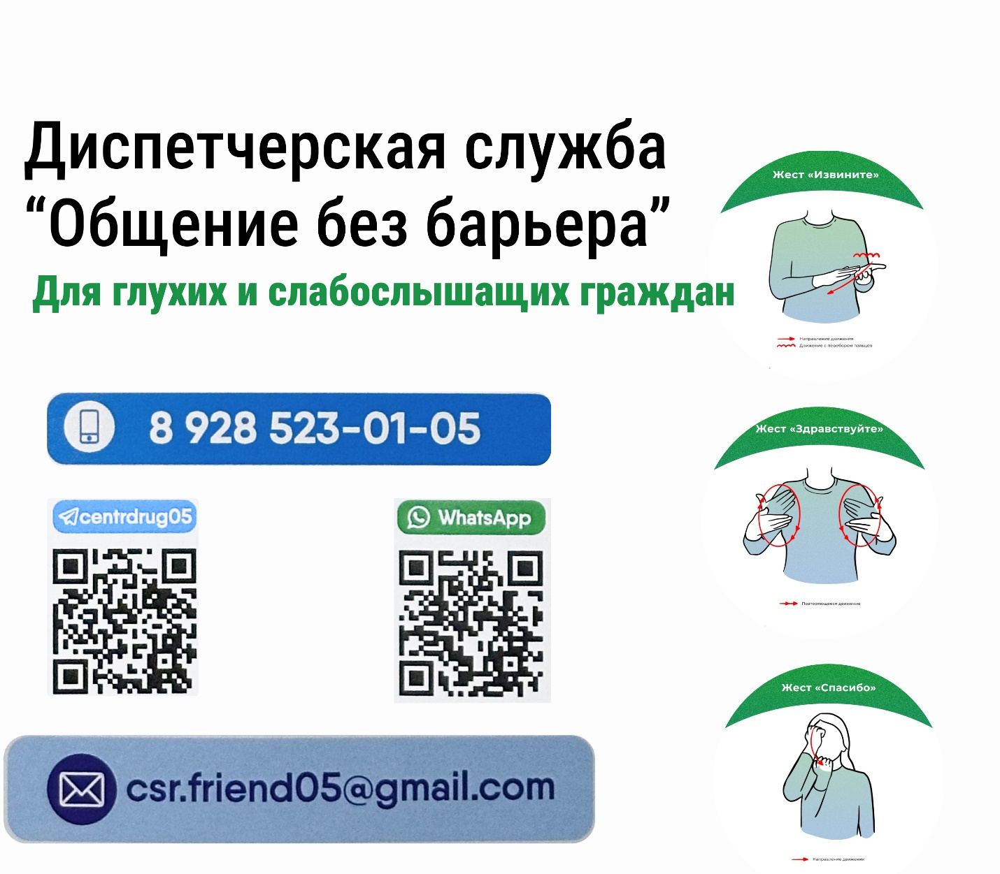 Диспетчерская служба
“Общение без барьера”
Для глухих и слабослышащих граждан
8 928 523-01-05
centrdrug05
WhatsApp
csr.friend05@gmail.com
Жест «Извините»
Направление движения
Движение с перебором пальцев
Жест «Здравствуйте»
Повторяющееся движение
Жест «Спасибо»
Направление движения